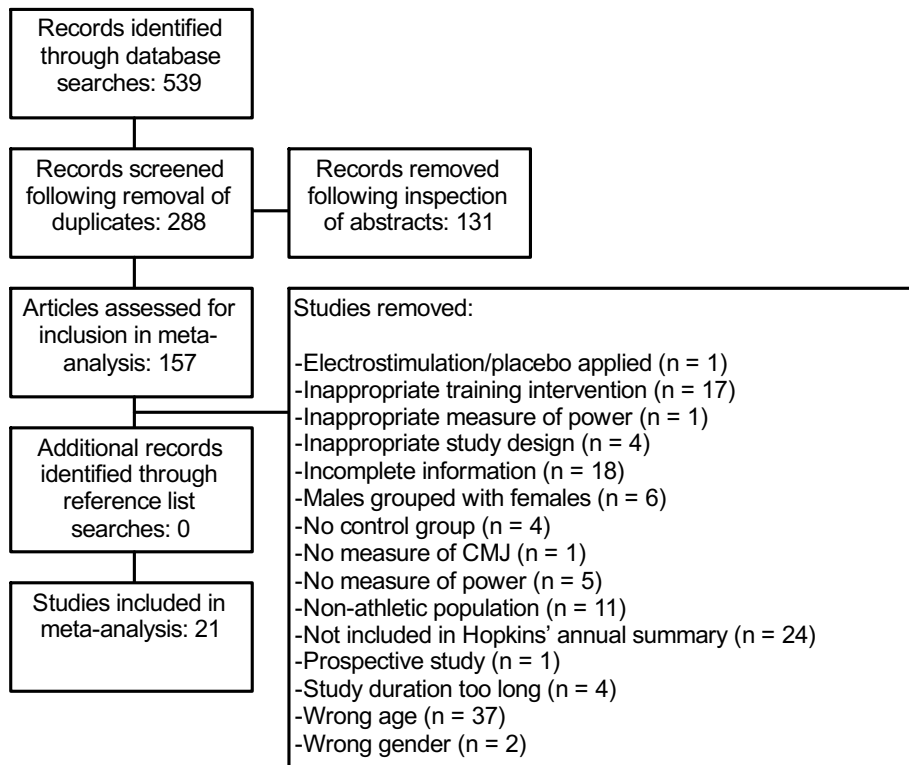 Records identified
through database
searches: 539
Records screened
following removal of
duplicates: 288
Records removed
following inspection
of abstracts: 131
Articles assessed for
inclusion in meta-
analysis: 157
Studies removed:
-Electrostimulation/placebo applied (n = 1)
-Inappropriate training intervention (n = 17)
-Inappropriate measure of power (n = 1)
-Inappropriate study design (n = 4)
-Incomplete information (n = 18)
-Males grouped with females (n = 6)
-No control group (n = 4)
-No measure of CMJ (n = 1)
-No measure of power (n = 5)
-Non-athletic population (n = 11)
-Not included in Hopkins’ annual summary (n = 24)
-Prospective study (n = 1)
-Study duration too long (n = 4)
-Wrong age (n = 37)
-Wrong gender (n = 2)
Additional records
identified through
reference list
searches: 0
Studies included in
meta-analysis: 21